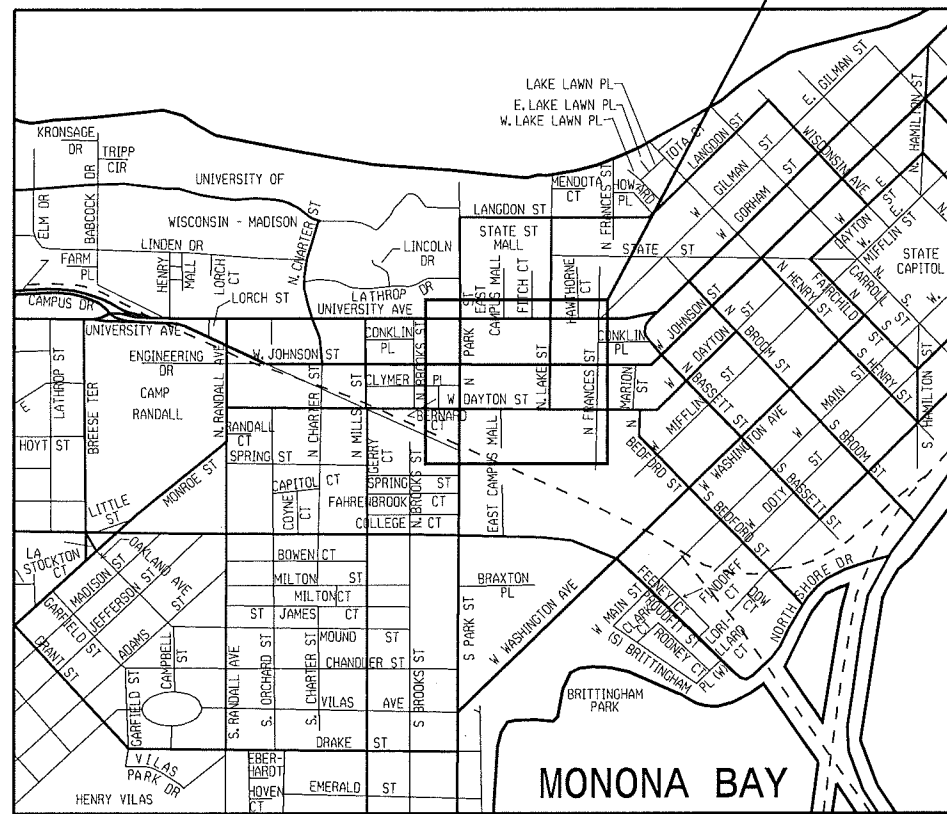 LAKE LAWN PL
E. LAKE LAWN PL
W. LAKE LAWN PL
E. GILMAN ST
N. HAMILTON ST
KRONSAGE
DR
TRIPP
CIR
IOTA CT
LANGDON ST
WISCONSIN AVE
UNIVERSITY OF
MENDOTA
CT
HOWARD
PL
W GILMAN ST
W GORHAM ST
ELM DR
BABCOCK DR
WISCONSIN - MADISON
N. CHARTER ST
LANGDON ST
N FRANCES ST
W DAYTON
W MIFFLIN ST
STATE ST
MALL
STATE ST
LINDEN DR
LINCOLN
DR
STATE
CAPITOL
FARM
PL
HENRY
MALL
LORCH
CT
EAST
CAMPUS MALL
FITCH CT
HAWTHORNE
CT
N HENRY ST
FAIRCHILD
N CARROLL ST
LORCH ST
LATHROP DR
CAMPUS DR
UNIVERSITY AVE
UNIVERSITY AVE
PARK ST
CONKLIN
PL
CONKLIN
PL
W JOHNSON ST
W DAYTON ST
N BROOM ST
S HENRY ST
S HAMILTON ST
ENGINEERING
DR
W. JOHNSON ST
N BROOKS ST
CLYMER PL
W DAYTON ST
N LAKE ST
N FRANCES ST
MARION ST
N BASSETT ST
LATHROP ST
BREESE TER
CAMP
RANDALL
N. RANDALL AVE
N CHARTER ST
N MILLS ST
BERNARD
CT
W MIFFLIN ST
W MAIN ST
S BROOM ST
HOYT ST
RANDALL
CT
SPRING ST
GERRY
CT
EAST CAMPUS MALL
BEDFORD ST
W WASHINGTON AVE
S BASSETT ST
W DOTY ST
MONROE ST
CAPITOL CT
SPRING ST
LITTLE
ST
COYNE
CT
FAHRENBROOK CT
N. BROOKS ST
COLLEGE CT
S BEDFORD ST
LA
STOCKTON
CT
OAKLAND AVE
MADISON ST
BOWEN CT
FEENEY CT
FINDORFF
CT
DOW
CT
NORTH SHORE DR
JEFFERSON ST
MILTON ST
BRAXTON
PL
GARFIELD ST
MILTON CT
ST JAMES CT
W MAIN ST
PROUDFIT ST
GRANT ST
ADAMS ST
MOUND ST
S PARK ST
W WASHINGTON AVE
RODNEY CT
CAMPBELL
ST
S. RANDALL AVE
S. ORCHARD ST
S. CHARTER ST
CHANDLER ST
(S) BRITTINGHAM PL (W)
VILAS AVE
S BROOKS ST
BRITTINGHAM
PARK
GARFIELD ST
DRAKE ST
VILAS
PARK DR
EBER-
HARDT
HOVEN
CT
EMERALD ST
HENRY VILAS
MONONA BAY